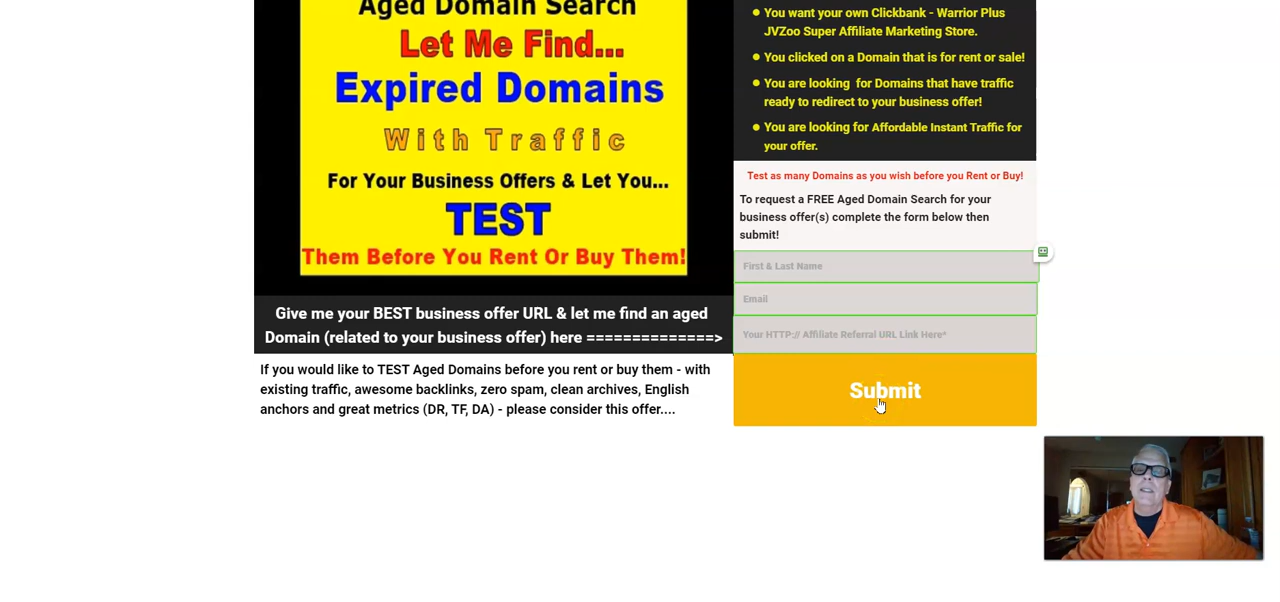 Aged Domain Search
Let Me Find...
Expired Domains
With Traffic
For Your Business Offers & Let You...
TEST
Them Before You Rent Or Buy Them!
Give me your BEST business offer URL & let me find an aged
Domain (related to your business offer) here ==============>
If you would like to TEST Aged Domains before you rent or buy them - with
existing traffic, awesome backlinks, zero spam, clean archives, English
anchors and great metrics (DR, TF, DA) - please consider this offer....
You want your own Clickbank - Warrior Plus
JVZoo Super Affiliate Marketing Store.
You clicked on a Domain that is for rent or sale!
You are looking for Domains that have traffic
ready to redirect to your business offer!
You are looking for Affordable Instant Traffic for
your offer.
Test as many Domains as you wish before you Rent or Buy!
To request a FREE Aged Domain Search for your
business offer(s) complete the form below then
submit!
First & Last Name
Email
Your HTTP:// Affiliate Referral URL Link Here*
Submit